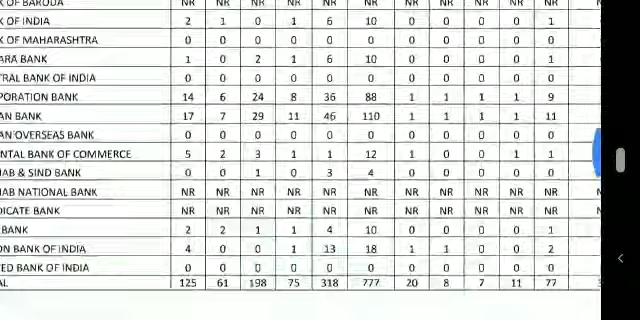 K OF BARODA NR NR NR NR NR NR NR NR NR NR NR
K OF INDIA 2 1 0 1 6 10 0 0 0 0 1
K OF MAHARASHTRA 0 0 0 0 0 0 0 0 0 0 0
ARA BANK 1 0 2 1 6 10 0 0 0 0 1
TRAL BANK OF INDIA 0 0 0 0 0 0 0 0 0 0 0
PORATION BANK 14 6 24 8 36 88 1 1 1 1 9
AN BANK 17 7 29 11 46 110 1 1 1 1 11
AN OVERSEAS BANK 0 0 0 0 0 0 0 0 0 0 0
NTAL BANK OF COMMERCE 5 2 3 1 1 12 1 0 0 1 1
JAB & SIND BANK 0 0 1 0 3 4 0 0 0 0 0
JAB NATIONAL BANK NR NR NR NR NR NR NR NR NR NR NR
DICATE BANK NR NR NR NR NR NR NR NR NR NR NR
BANK 2 2 1 1 4 10 0 0 0 0 1
ON BANK OF INDIA 4 0 0 1 13 18 1 1 0 0 2
ED BANK OF INDIA 0 0 0 0 0 0 0 0 0 0 0
AL 125 61 198 75 318 777 20 8 7 11 77